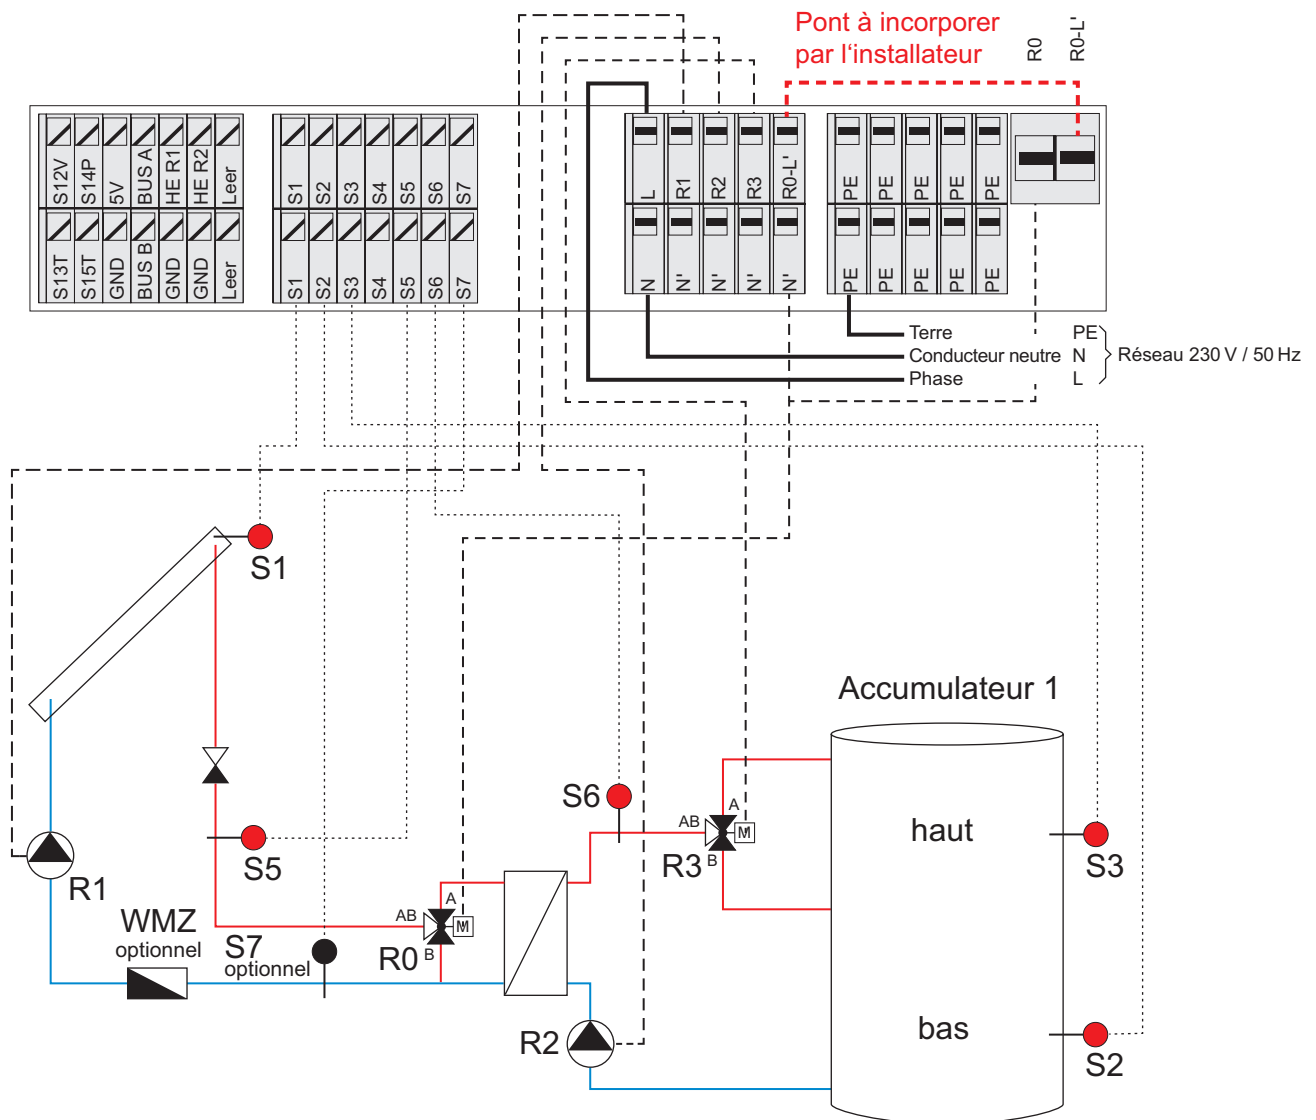 Pont à incorporer
par l‘installateur
R0
R0-L'
S12V
S14P
5V
BUS A
HE R1
HE R2
Leer
S1
S2
S3
S4
S5
S6
S7
L
R1
R2
R3
R0-L'
PE
PE
PE
PE
PE
S13T
S15T
GND
BUS B
GND
GND
Leer
S1
S2
S3
S4
S5
S6
S7
N
N'
N'
N'
N'
PE
PE
PE
PE
PE
Terre PE
Conducteur neutre N
Phase L
Réseau 230 V / 50 Hz
S1
Accumulateur 1
S6
A
AB
M
haut
S5
R3
B
S3
R1
WMZ
optionnel
A
AB
M
S7
optionnel
R0
B
bas
R2
S2